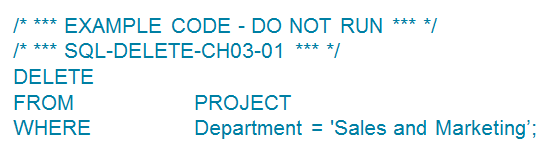 /* *** EXAMPLE CODE - DO NOT RUN *** */
/* *** SQL-DELETE-CH03-01 *** */
DELETE
FROM PROJECT
WHERE Department = 'Sales and Marketing’;